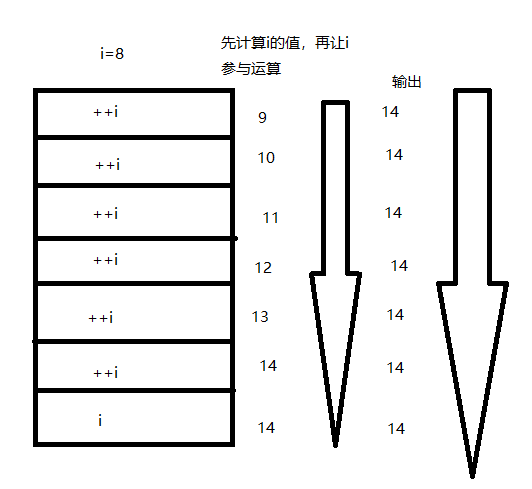 i=8
先计算i的值，再让i
参与运算
输出
++i 9 14
++i 10 14
++i 11 14
++i 12 14
++i 13 14
++i 14 14
i 14 14